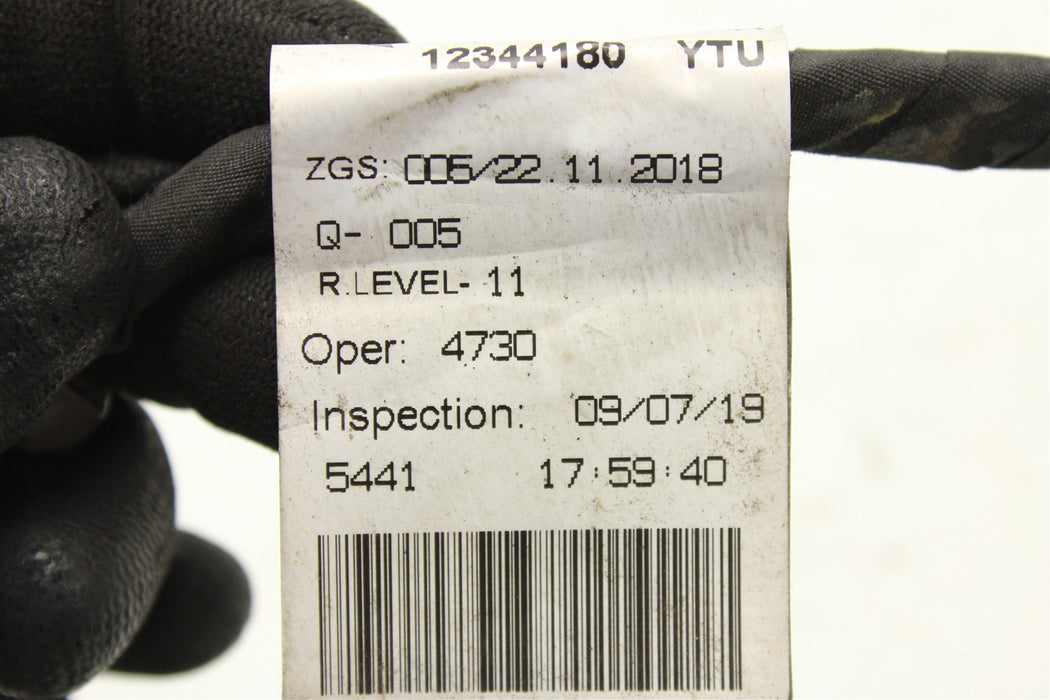 12344180 YTU
ZGS: 005/22.11.2018
Q- 005
R.LEVEL- 11
Oper: 4730
Inspection: 09/07/19
5441 17:59:40